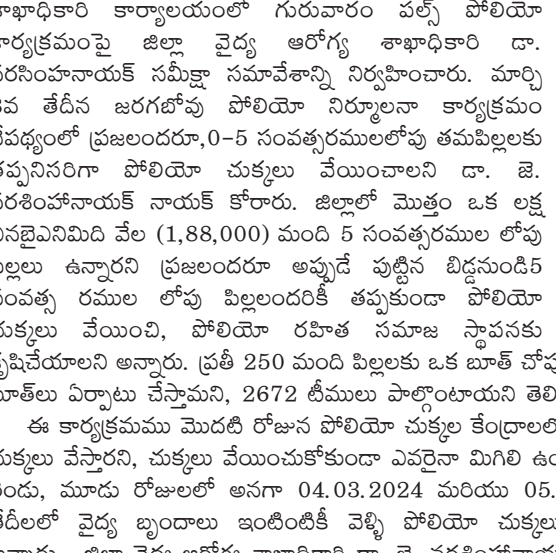 శాఖాధికారి కార్యాలయంలో గురువారం పల్స్ పోలియో
కార్యక్రమంపై జిల్లా వైద్య ఆరోగ్య శాఖాధికారి డా.
నరసింహనాయక్ సమీక్షా సమావేశాన్ని నిర్వహించారు. మార్చి
తేదీన జరగబోవు పోలియో నిర్మూలనా కార్యక్రమం
నేపథ్యంలో ప్రజలందరూ,0-5 సంవత్సరములలోపు తమపిల్లలకు
తప్పనిసరిగా పోలియో చుక్కలు వేయించాలని డా. జె.
నరశింహానాయక్ నాయక్ కోరారు. జిల్లాలో మొత్తం ఒక లక్ష
ఎనబైఎనిమిది వేల (1,88,000) మంది 5 సంవత్సరముల లోపు
పిల్లలు ఉన్నారని ప్రజలందరూ అప్పుడే పుట్టిన బిడ్డనుండి5
సంవత్స రముల లోపు పిల్లలందరికీ తప్పకుండా పోలియో
చుక్కలు వేయించి, పోలియో రహిత సమాజ స్థాపనకు
కృషిచేయాలని అన్నారు. ప్రతీ 250 మంది పిల్లలకు ఒక బూత్ చోప
బూత్‌లు ఏర్పాటు చేస్తామని, 2672 టీములు పాల్గొంటాయని తెలి
ఈ కార్యక్రమము మొదటి రోజున పోలియో చుక్కల కేంద్రాలలో
చుక్కలు వేస్తారని, చుక్కలు వేయించుకోకుండా ఎవరైనా మిగిలి ఉం
రెండు, మూడు రోజులలో అనగా 04.03.2024 మరియు 05.
తేదీలలో వైద్య బృందాలు ఇంటింటికీ వెళ్ళి పోలియో చుక్కలు